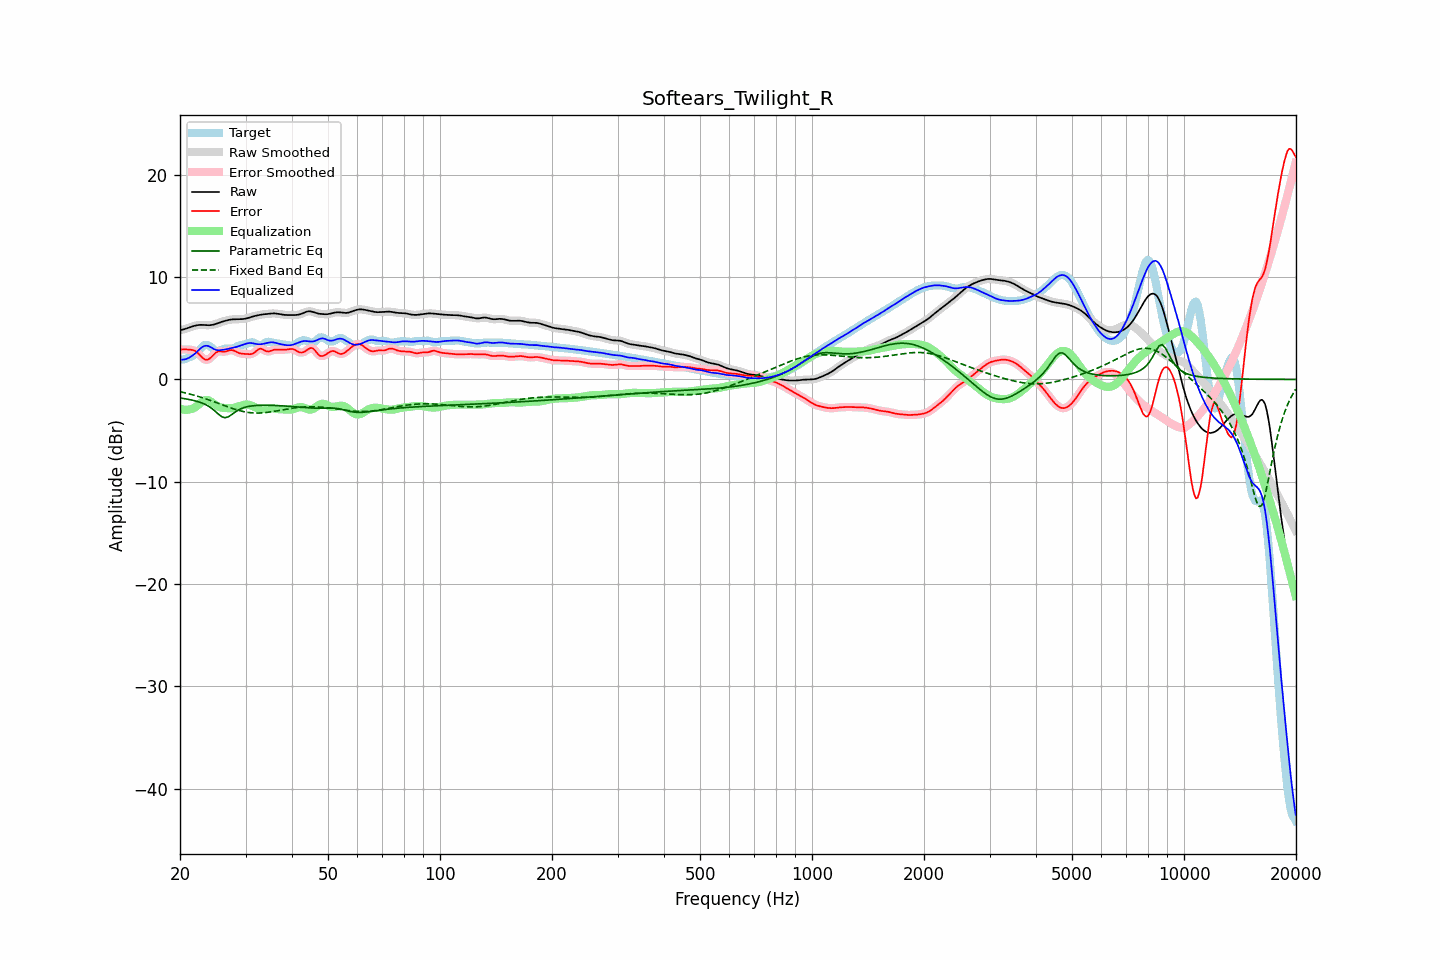 Softears_Twilight_R
Target
Raw Smoothed
Error Smoothed
Raw
Error
Equalization
Parametric Eq
Fixed Band Eq
Equalized
20
10
0
−10
−20
−30
−40
Amplitude (dBr)
20 50 100 200 500 1000 2000 5000 10000 20000
Frequency (Hz)